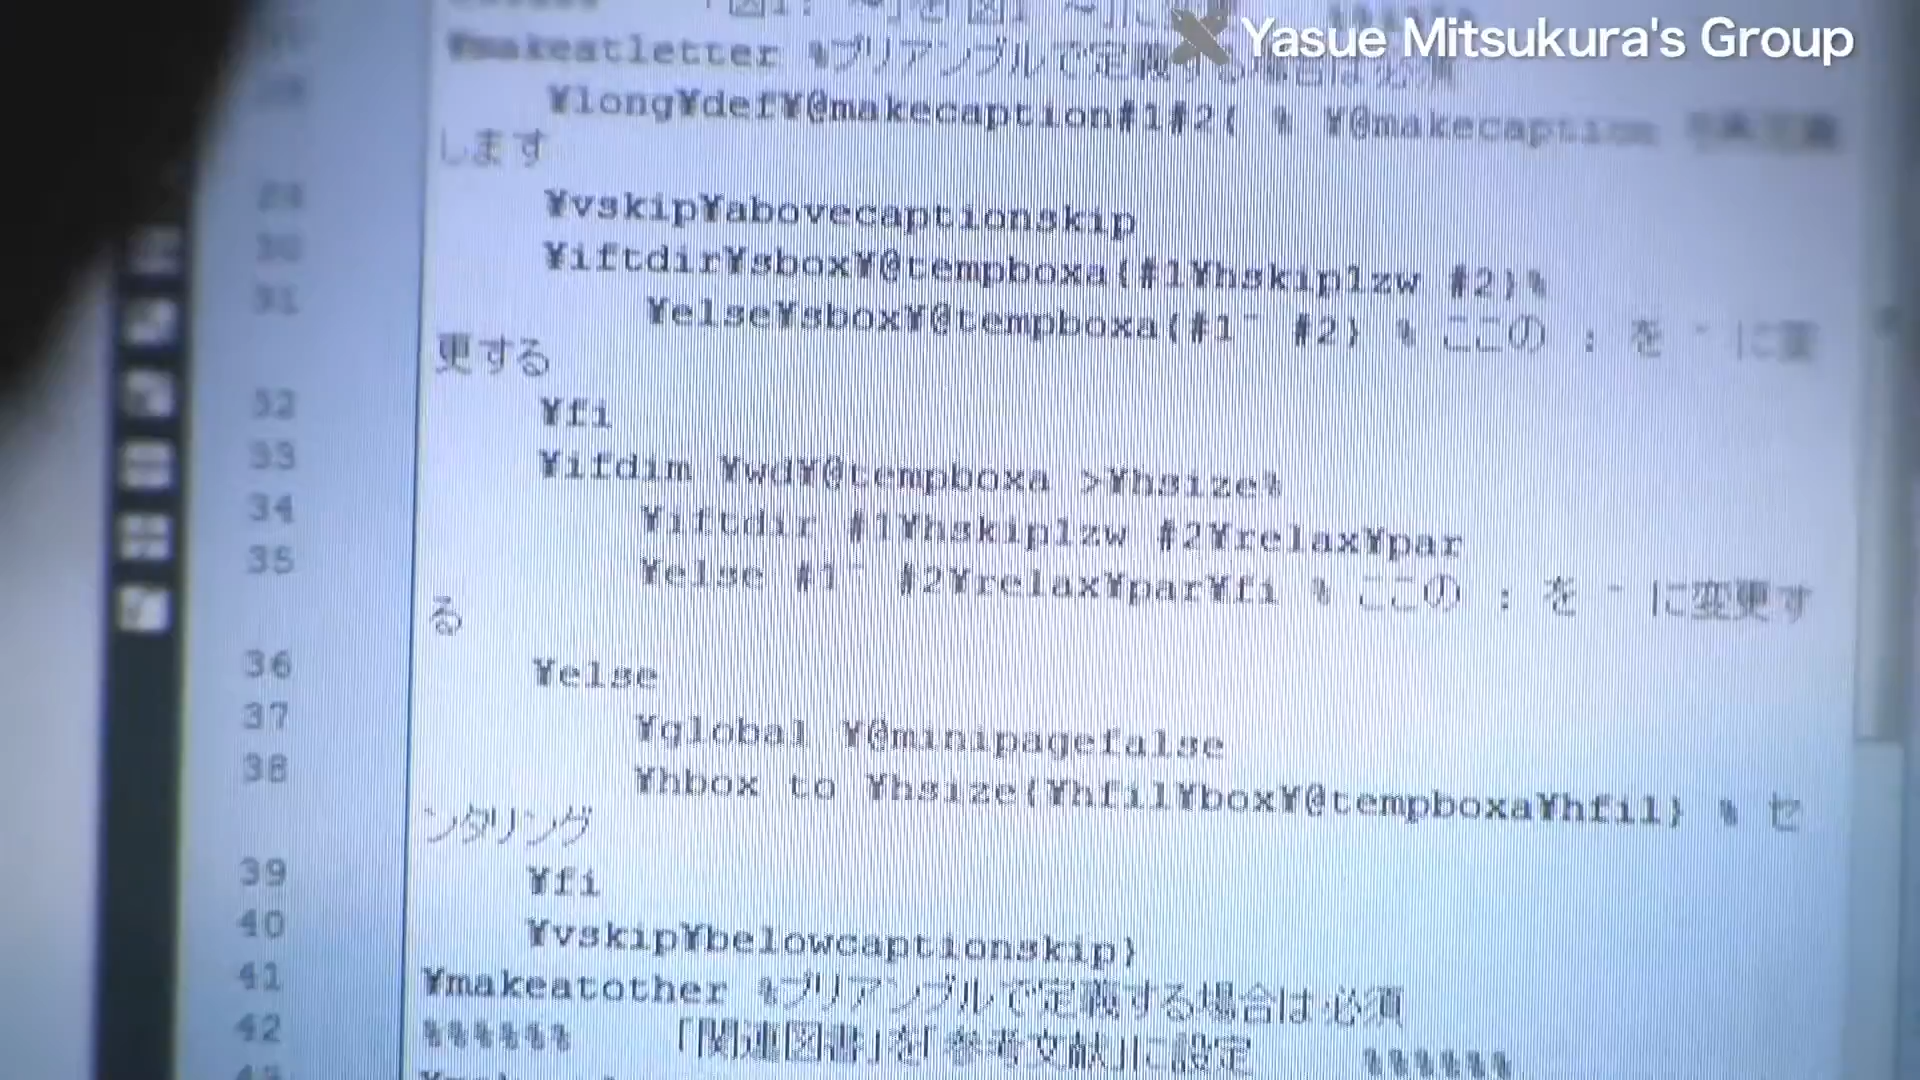 Yasue Mitsukura's Group
¥makeatletter %プリアンブルで定義する場合は必須
¥long¥def¥@makecaption#1#2{ % ¥@makecaption
します
29 ¥vskip¥abovecaptionskip
30 ¥iftdir¥sbox¥@tempboxa{#1¥hskip1zw #2}%
31 ¥else¥sbox¥@tempboxa{#1~ #2} % ここの : を ~ に変
更する
32 ¥fi
33 ¥ifdim ¥wd¥@tempboxa >¥hsize%
34 ¥iftdir #1¥hskip1zw #2¥relax¥par
35 ¥else #1~ #2¥relax¥par¥fi % ここの : を ~ に変更す
る
36 ¥else
37 ¥global ¥@minipagefalse
38 ¥hbox to ¥hsize{¥hfil¥box¥@tempboxa¥hfil} % セ
ンタリング
39 ¥fi
40 ¥vskip¥belowcaptionskip}
41 ¥makeatother %プリアンブルで定義する場合は必須
42 %%%%%% 「関連図書」を「参考文献」に設定 %%%%%%